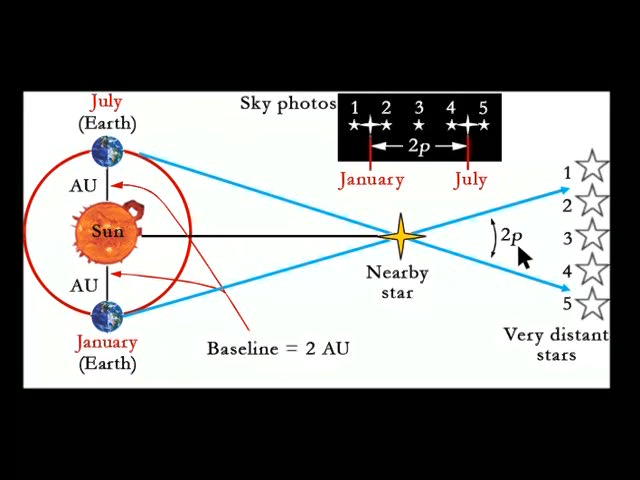 July
(Earth)
AU
Sun
AU
January
(Earth)
Baseline = 2 AU
Sky photos
1 2 3 4 5
2p
January July
Nearby
star
2p
1
2
3
4
5
Very distant
stars